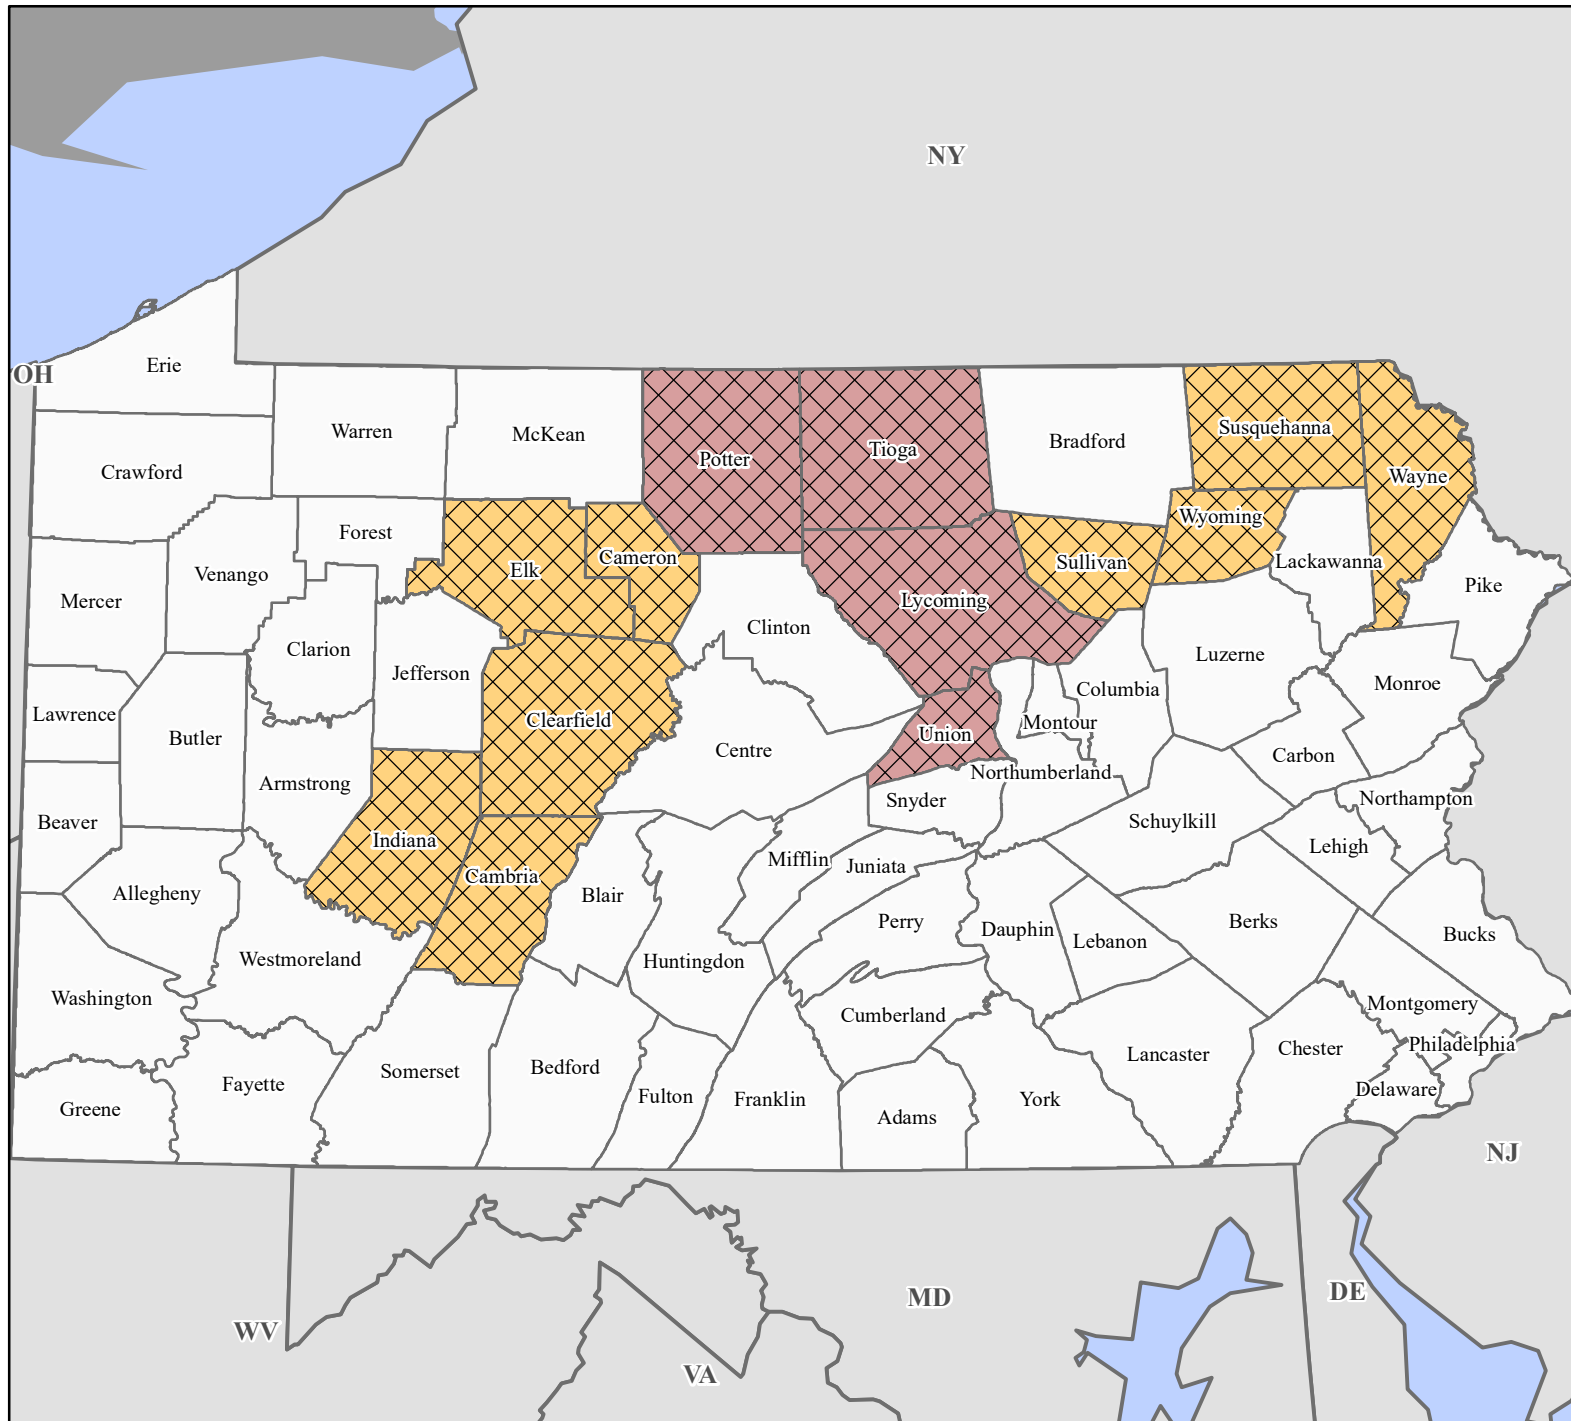 NY
Erie
OH
Warren
McKean
Potter
Tioga
Bradford
Susquehanna
Wayne
Crawford
Forest
Elk
Cameron
Sullivan
Wyoming
Lackawanna
Pike
Venango
Mercer
Lycoming
Clinton
Clarion
Jefferson
Luzerne
Monroe
Columbia
Lawrence
Butler
Clearfield
Union
Montour
Centre
Carbon
Northumberland
Armstrong
Snyder
Northampton
Beaver
Schuylkill
Indiana
Lehigh
Mifflin
Juniata
Cambria
Blair
Allegheny
Perry
Dauphin
Lebanon
Berks
Bucks
Westmoreland
Huntingdon
Washington
Cumberland
Montgomery
Philadelphia
Chester
Lancaster
Somerset
Bedford
Fayette
Delaware
Fulton
Franklin
York
Greene
Adams
NJ
DE
MD
WV
VA